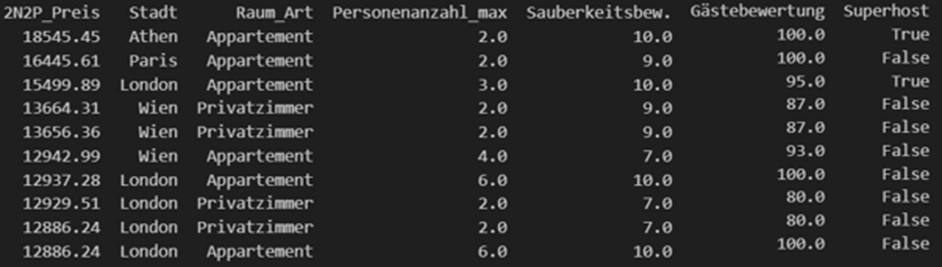 2N2P_Preis Stadt Raum_Art Personenanzahl_max Sauberkeitsbew. Gästebewertung Superhost
18545.45 Athen Appartement 2.0 10.0 100.0 True
16445.61 Paris Appartement 2.0 9.0 100.0 False
15499.89 London Appartement 3.0 10.0 95.0 True
13664.31 Wien Privatzimmer 2.0 9.0 87.0 False
13656.36 Wien Privatzimmer 2.0 9.0 87.0 False
12942.99 Wien Appartement 4.0 7.0 93.0 False
12937.28 London Appartement 6.0 10.0 100.0 False
12929.51 London Privatzimmer 2.0 7.0 80.0 False
12886.24 London Privatzimmer 2.0 7.0 80.0 False
12886.24 London Appartement 6.0 10.0 100.0 False